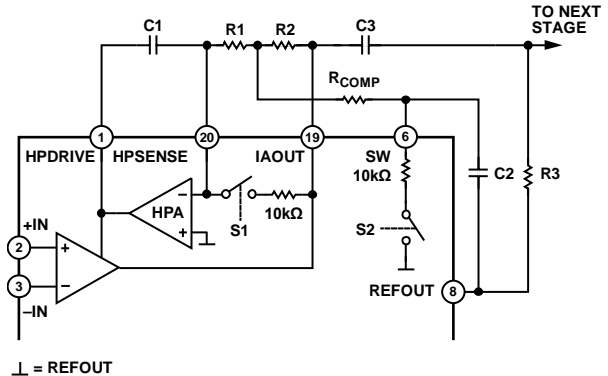 TO NEXT
STAGE
C1
R1
R2
C3
RCOMP
1
20
19
6
HPDRIVE
HPSENSE
IAOUT
SW
10kΩ
C2
R3
HPA
–
+
S1
10kΩ
S2
+IN
2
+
3
–
–IN
REFOUT
8
= REFOUT